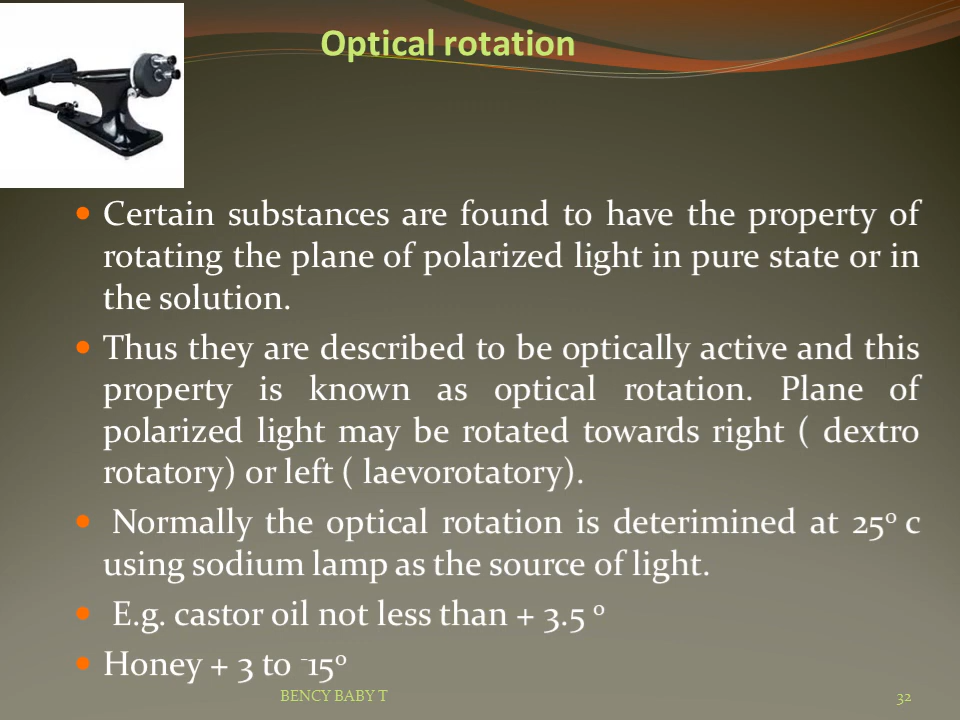 Optical rotation
Certain substances are found to have the property of
rotating the plane of polarized light in pure state or in
the solution.
Thus they are described to be optically active and this
property is known as optical rotation. Plane of
polarized light may be rotated towards right ( dextro
rotatory) or left ( laevorotatory).
Normally the optical rotation is deterimined at 25⁰ c
using sodium lamp as the source of light.
E.g. castor oil not less than + 3.5 ⁰
Honey + 3 to ⁻15⁰
BENCY BABY T 32